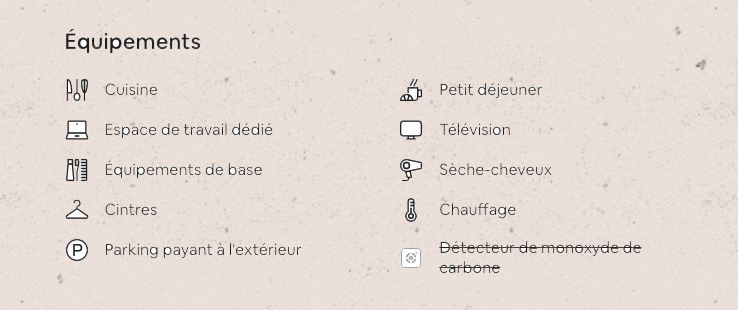 Équipements
Cuisine
Petit déjeuner
Espace de travail dédié
Télévision
Équipements de base
Sèche-cheveux
Cintres
Chauffage
P
Parking payant à l'extérieur
Détecteur de monoxyde de
carbone